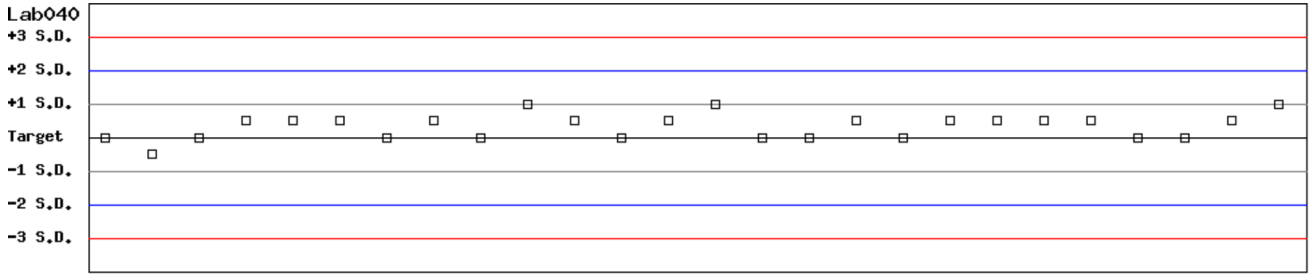 Lab040
+3 S.D.
+2 S.D.
+1 S.D.
Target
-1 S.D.
-2 S.D.
-3 S.D.